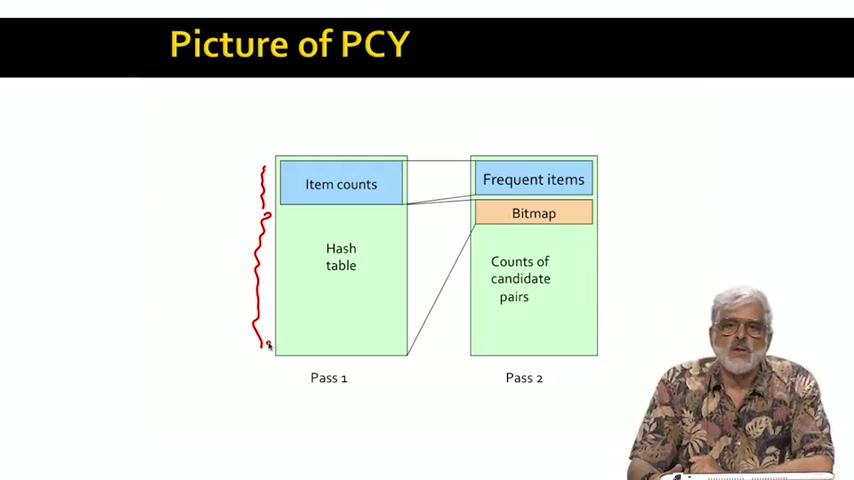 Picture of PCY
Item counts
Hash
table
Pass 1
Frequent items
Bitmap
Counts of
candidate
pairs
Pass 2